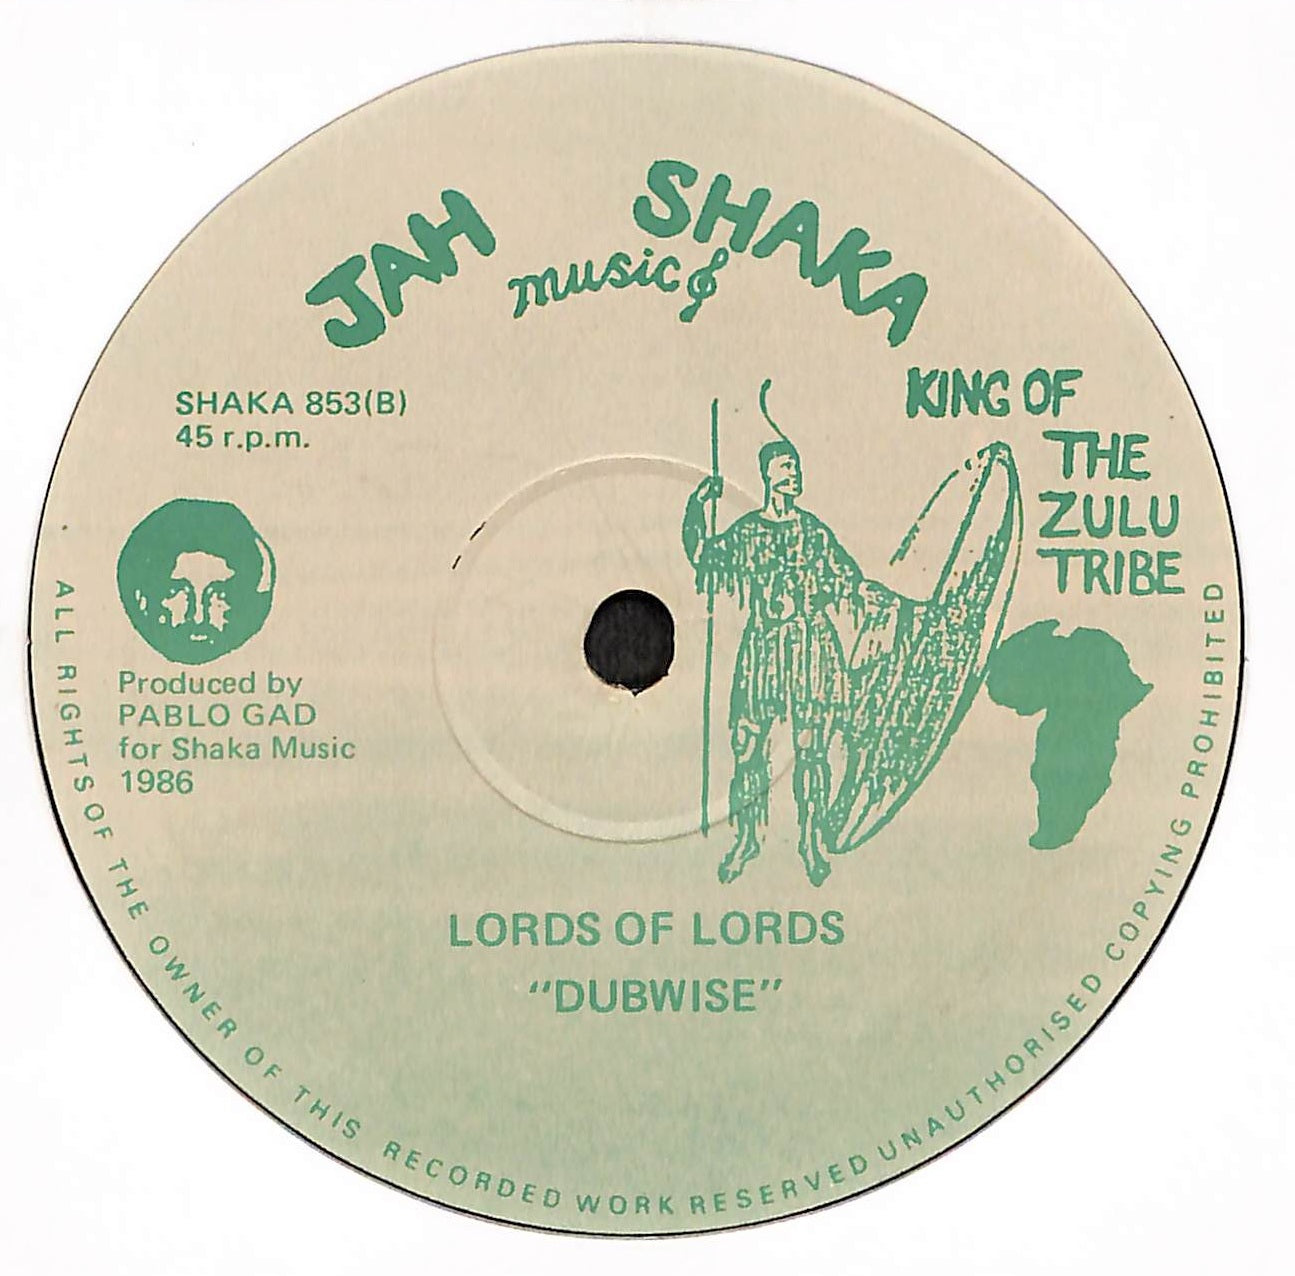 JAH SHAKA
music
KING OF
THE
ZULU
TRIBE
SHAKA 853(B)
45 r.p.m.
Produced by
PABLO GAD
for Shaka Music
1986
LORDS OF LORDS
“DUBWISE”
ALL RIGHTS OF THE OWNER OF THIS RECORDED WORK RESERVED UNAUTHORISED COPYING PROHIBITED